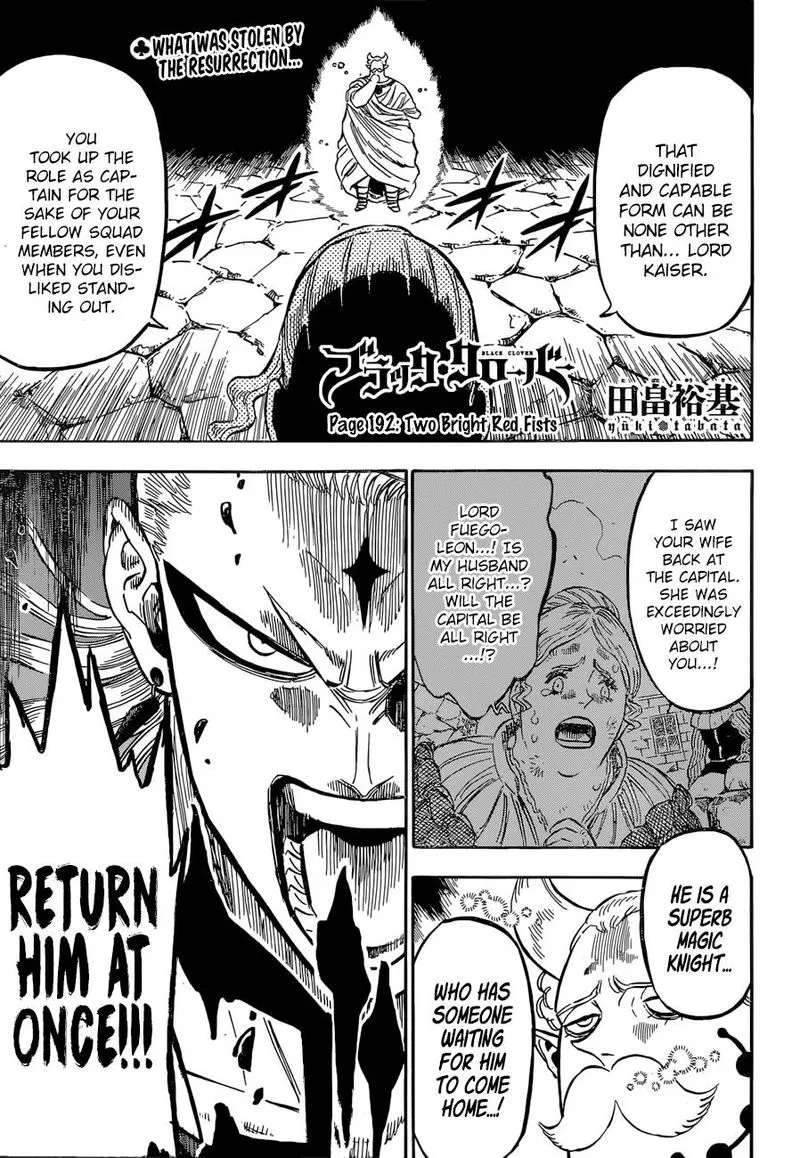 ♣WHAT WAS STOLEN BY
THE RESURRECTION...
THAT
DIGNIFIED
AND CAPABLE
FORM CAN BE
NONE OTHER
THAN... LORD
KAISER.
YOU
TOOK UP THE
ROLE AS CAP-
TAIN FOR THE
SAKE OF YOUR
FELLOW SQUAD
MEMBERS, EVEN
WHEN YOU DIS-
LIKED STAND-
ING OUT.
BLACK CLOVER
ブラッククローバー
Page 192: Two Bright Red Fists
田畠裕基
yūki tabata
I SAW
YOUR WIFE
BACK AT
THE CAPITAL.
SHE WAS
EXCEEDINGLY
WORRIED
ABOUT
YOU...!
LORD
FUEGO-
LEON...! IS
MY HUSBAND
ALL RIGHT...?
WILL THE
CAPITAL BE
ALL RIGHT
...!?
HE IS A
SUPERB
MAGIC
KNIGHT...
WHO HAS
SOMEONE
WAITING
FOR HIM
TO COME
HOME...!
RETURN
HIM AT
ONCE!!!